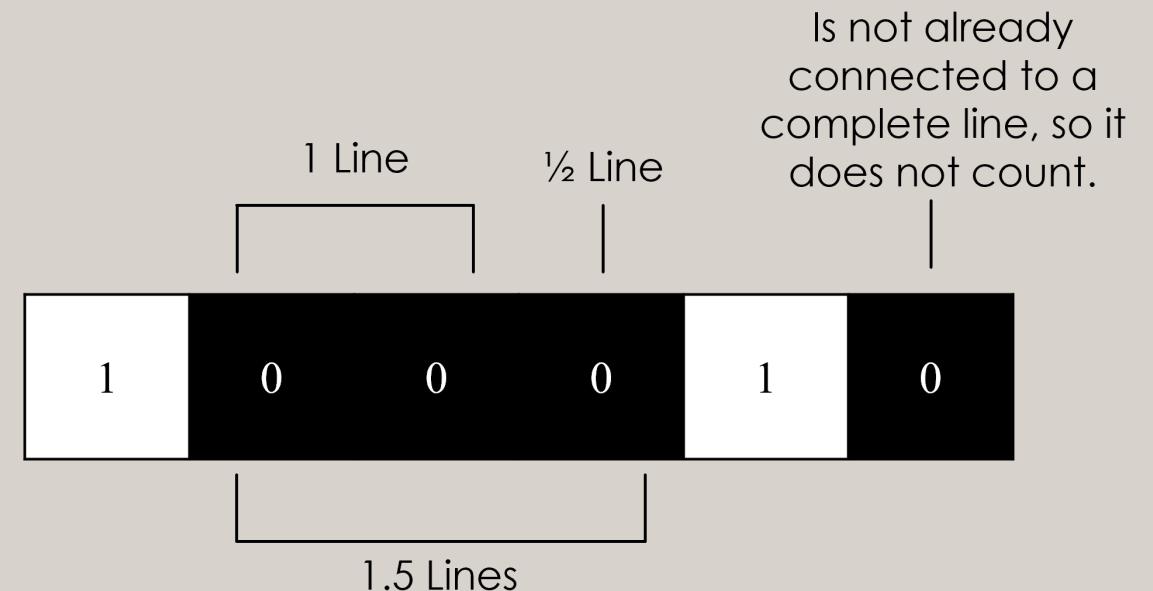 Is not already
connected to a
complete line, so it
does not count.
1 Line
½ Line
1 0 0 0 1 0
1.5 Lines